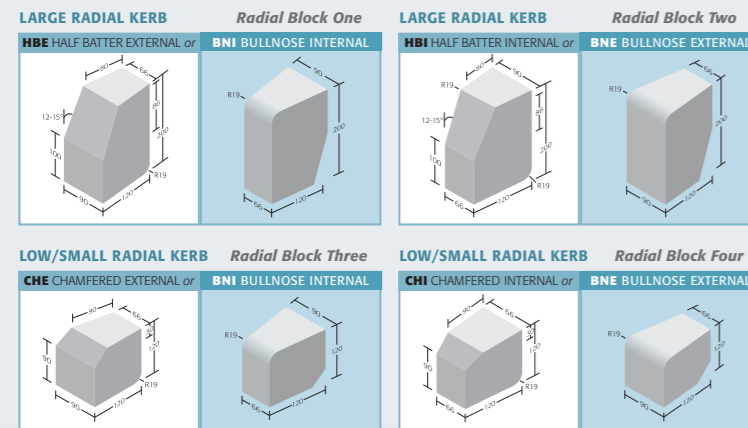 LARGE RADIAL KERB Radial Block One
HBE HALF BATTER EXTERNAL or BNI BULLNOSE INTERNAL
80
66
12-15°
86
200
100
R19
90
120
90
R19
200
66
120
LARGE RADIAL KERB Radial Block Two
HBI HALF BATTER INTERNAL or BNE BULLNOSE EXTERNAL
80
90
R19
12-15°
86
200
100
R19
66
120
66
R19
200
90
120
LOW/SMALL RADIAL KERB Radial Block Three
CHE CHAMFERED EXTERNAL or BNI BULLNOSE INTERNAL
90
66
120
90
R19
90
120
90
R19
120
66
120
LOW/SMALL RADIAL KERB Radial Block Four
CHI CHAMFERED INTERNAL or BNE BULLNOSE EXTERNAL
90
90
120
90
R19
66
120
66
R19
120
90
120